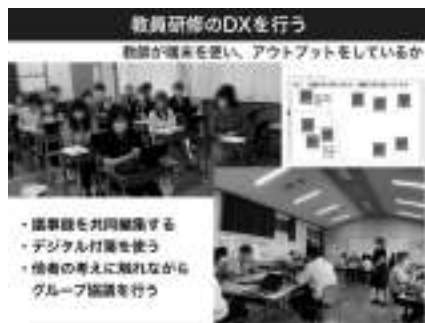 教員研修のDXを行う
教師が端末を使い、アウトプットをしているか
・議事録を共同編集する
・デジタル付箋を使う
・他者の考えに触れながら
グループ協議を行う